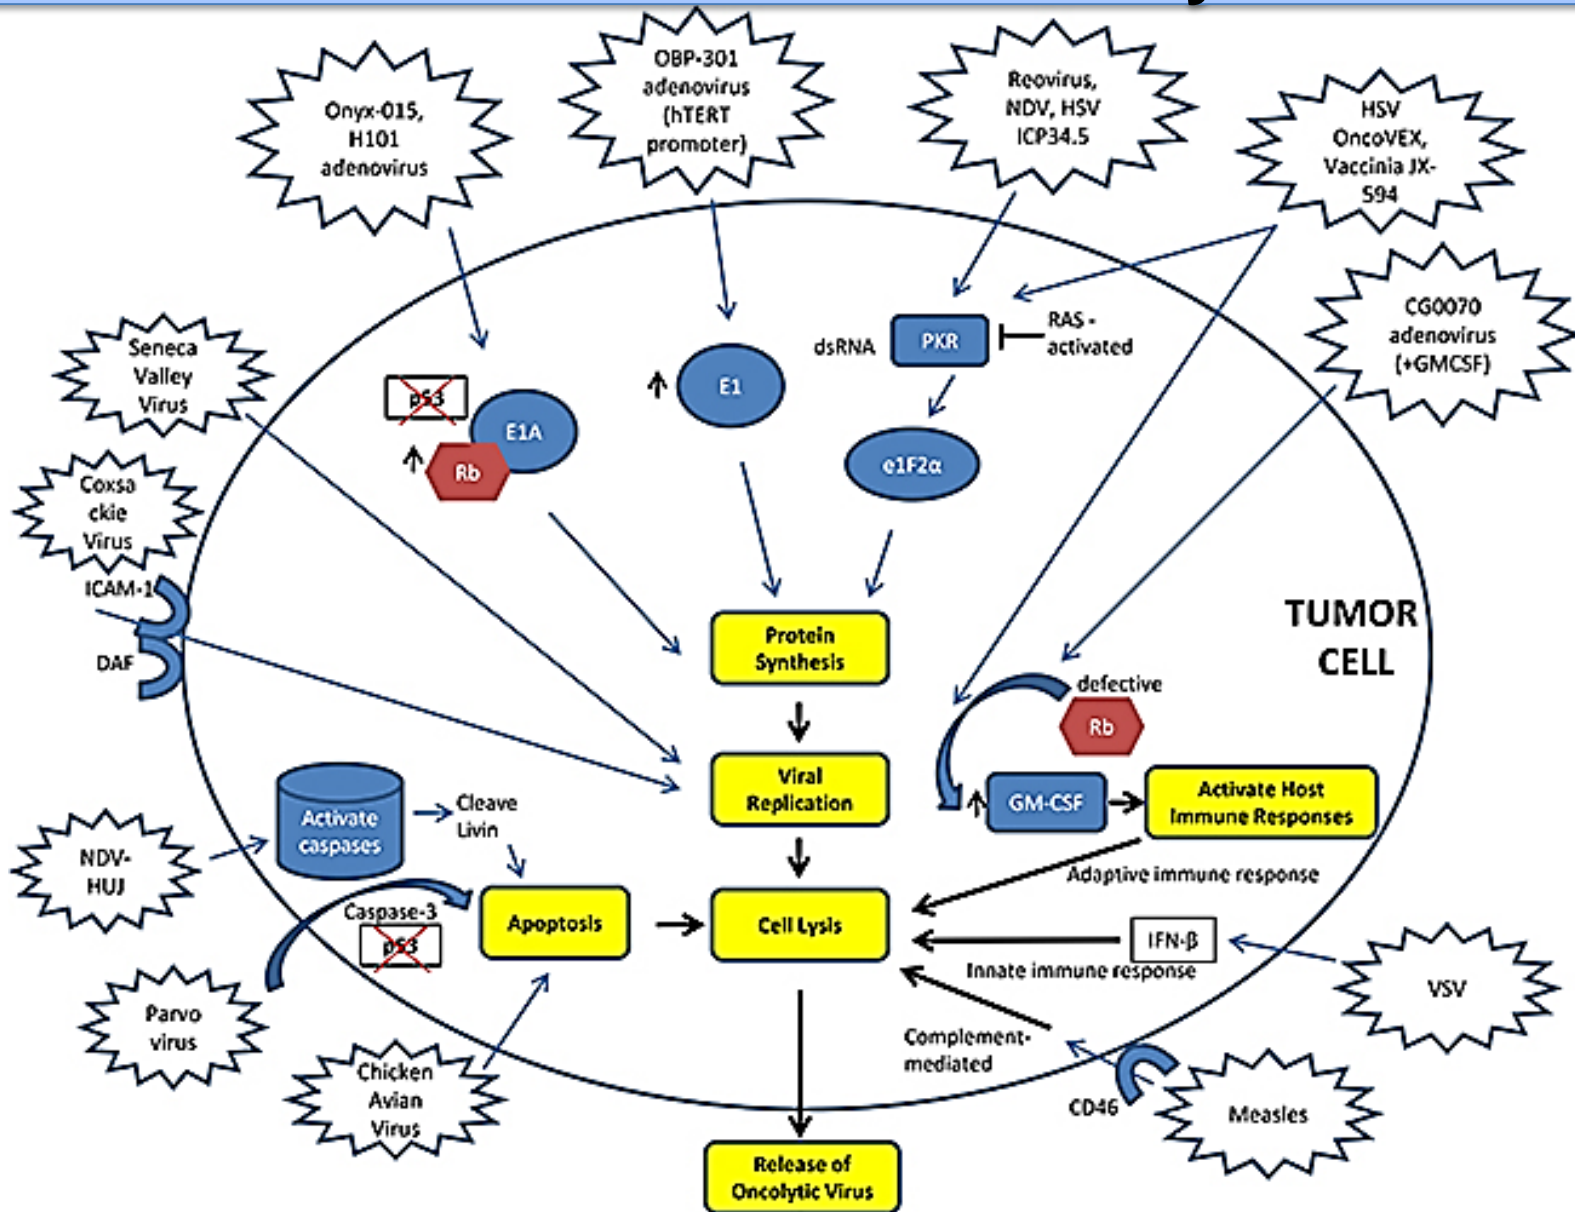 Onyx-015,
H101
adenovirus
OBP-301
adenovirus
(hTERT
promoter)
Reovirus,
NDV, HSV
ICP34.5
HSV
OncoVEX,
Vaccinia JX-
594
CG0070
adenovirus
(+GMCSF)
Seneca
Valley
Virus
Coxsa
ckie
Virus
ICAM-1
DAF
p53
E1A
Rb
E1
dsRNA
PKR
RAS -
activated
e1F2α
Protein
Synthesis
TUMOR
CELL
defective
Rb
Viral
Replication
GM-CSF
Activate Host
Immune Responses
Activate
caspases
Cleave
Livin
NDV-
HUJ
Caspase-3
p53
Apoptosis
Cell Lysis
Adaptive immune response
IFN-β
Innate immune response
VSV
Complement-
mediated
CD46
Measles
Parvo
virus
Chicken
Avian
Virus
Release of
Oncolytic Virus